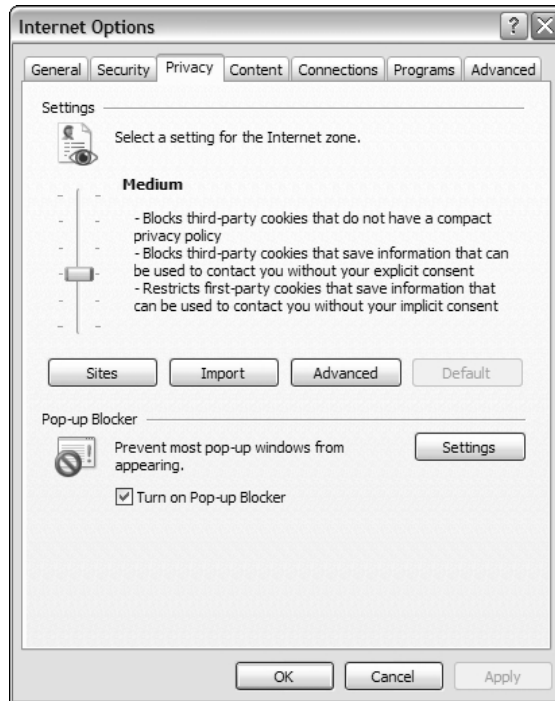 Internet Options
General Security Privacy Content Connections Programs Advanced
Settings
Select a setting for the Internet zone.
Medium
- Blocks third-party cookies that do not have a compact
privacy policy
- Blocks third-party cookies that save information that can
be used to contact you without your explicit consent
- Restricts first-party cookies that save information that
can be used to contact you without your implicit consent
Sites Import Advanced Default
Pop-up Blocker
Prevent most pop-up windows from
appearing.
Settings
Turn on Pop-up Blocker
OK Cancel Apply